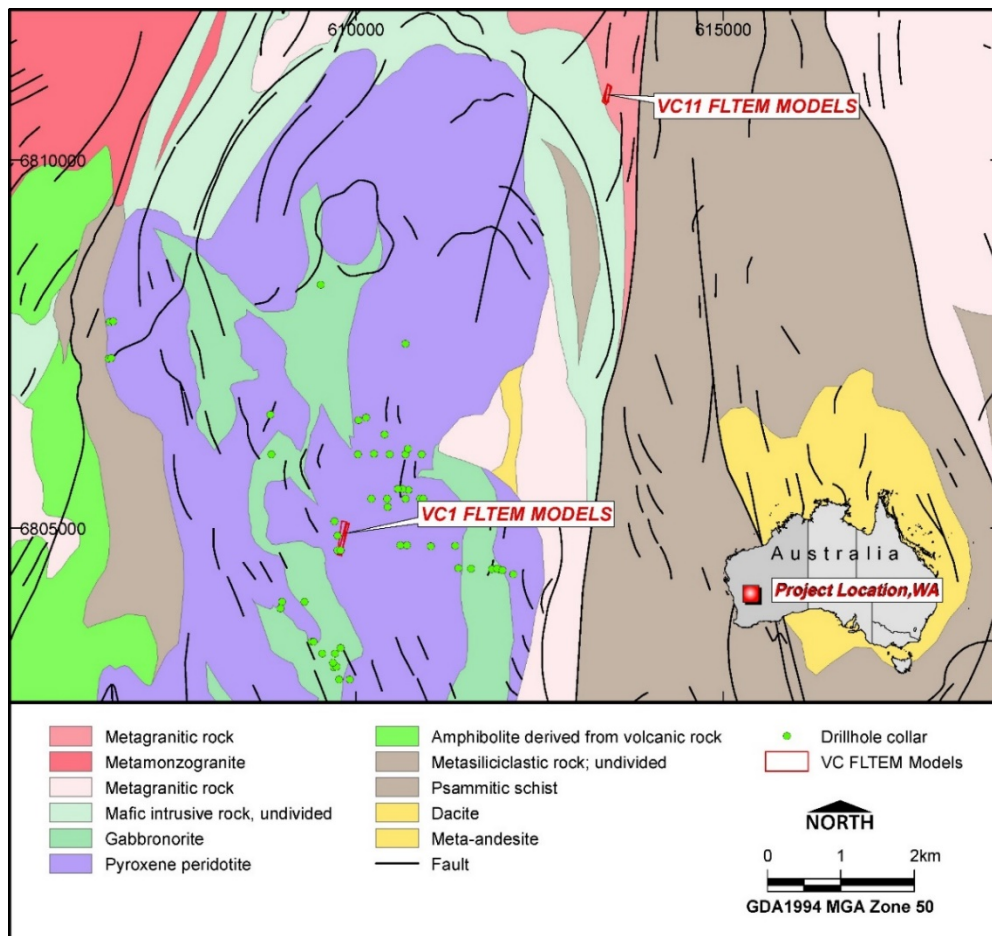 610000
615000
VC11 FLTEM MODELS
6810000
VC1 FLTEM MODELS
6805000
Australia
Project Location,WA
Metagranitic rock
Metamonzogranite
Metagranitic rock
Mafic intrusive rock, undivided
Gabbronorite
Pyroxene peridotite
Amphibolite derived from volcanic rock
Metasiliciclastic rock; undivided
Psammitic schist
Dacite
Meta-andesite
Fault
Drillhole collar
VC FLTEM Models
NORTH
0 1 2km
GDA1994 MGA Zone 50